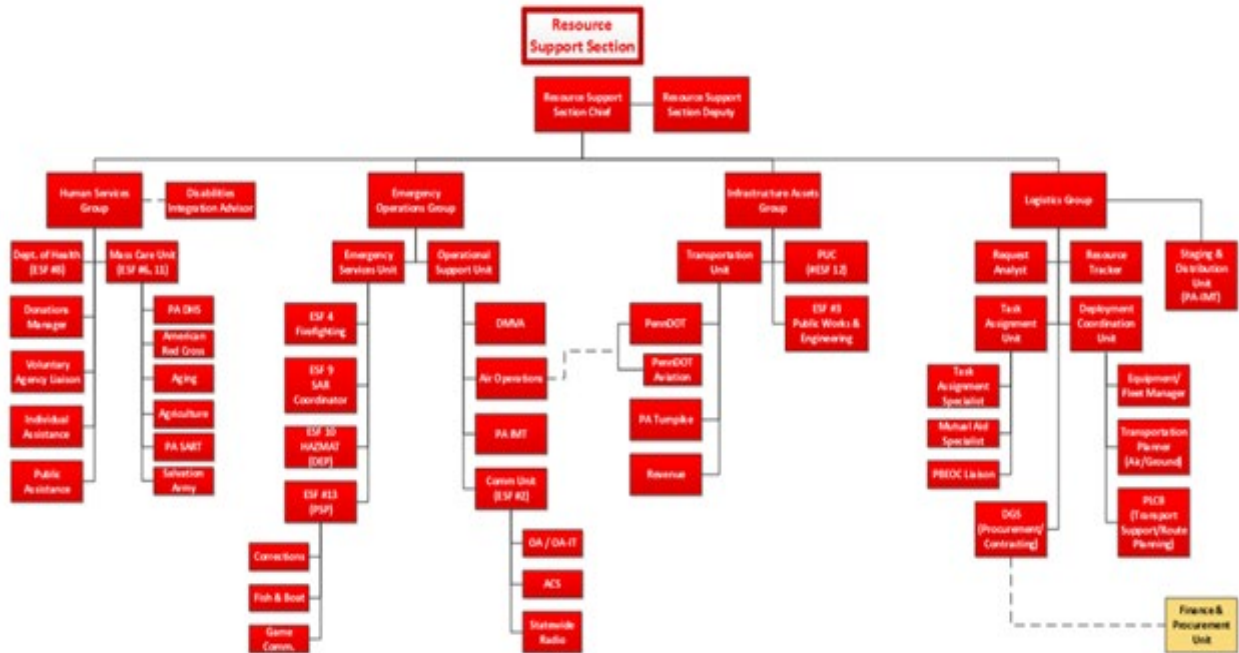 Resource
Support Section
Resource Support
Section Chief
Resource Support
Section Deputy
Human Services
Group
Disabilities
Integration Advisor
Emergency
Operations Group
Infrastructure Assets
Group
Logistics Group
Dept. of Health
(ESF #8)
Mass Care Unit
(ESF #6, 11)
Emergency
Services Unit
Operational
Support Unit
Transportation
Unit
PUC
(#ESF 12)
Request
Analyst
Resource
Tracker
Staging &
Distribution
Unit
(PA-IMT)
Donations
Manager
PA DHS
American
Red Cross
Voluntary
Agency Liaison
Aging
Individual
Assistance
Agriculture
PA SART
Public
Assistance
Salvation
Army
ESF 4
Firefighting
ESF 9
SAR
Coordinator
ESF 10
HAZMAT
(DEP)
ESF #13
(PSP)
Corrections
Fish & Boat
Game
Comm.
DMVA
Air Operations
PA IMT
Comm Unit
(ESF #2)
OA / OA-IT
ACS
Statewide
Radio
PennDOT
PennDOT
Aviation
PA Turnpike
Revenue
ESF #3
Public Works &
Engineering
Task
Assignment
Unit
Deployment
Coordination
Unit
Task
Assignment
Specialist
Mutual Aid
Specialist
PBEOC Liaison
DGS
(Procurement/
Contracting)
Equipment/
Fleet Manager
Transportation
Planner
(Air/Ground)
PLCB
(Transport
Support/Route
Planning)
Finance &
Procurement
Unit